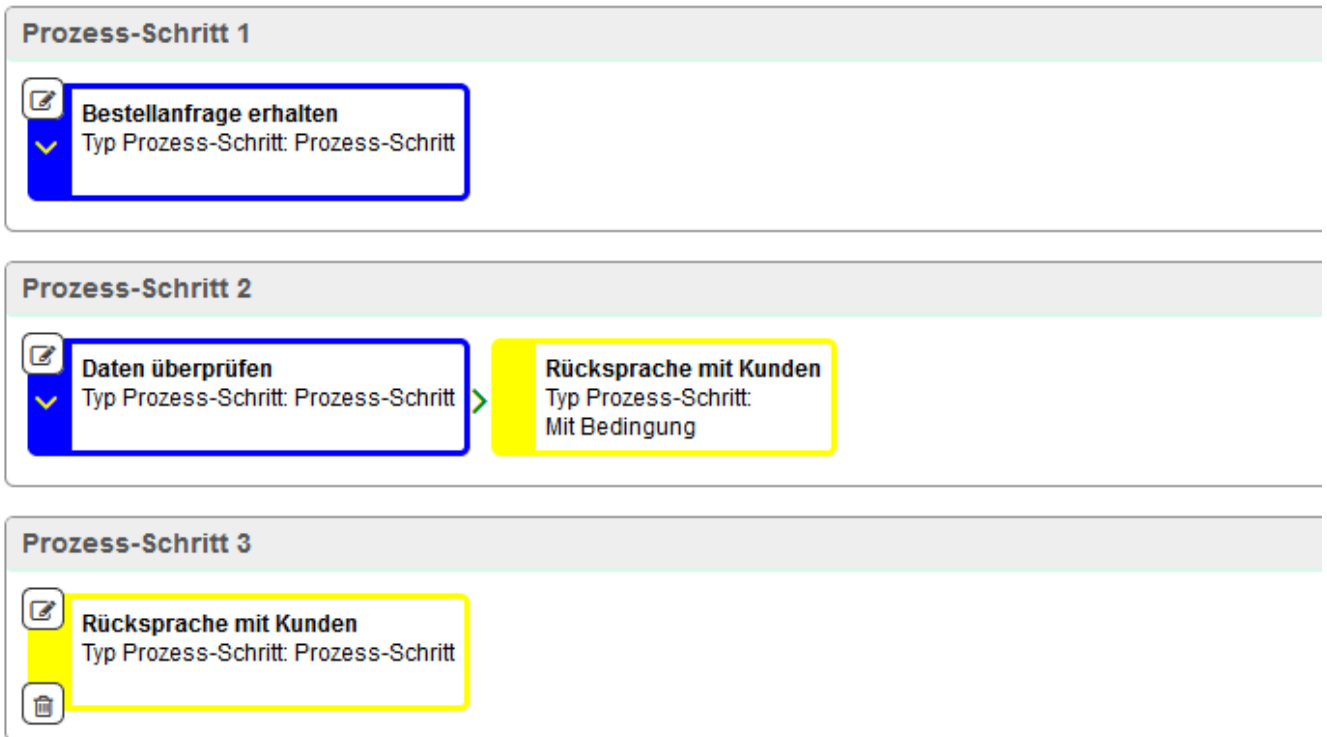 Prozess-Schritt 1
Bestellanfrage erhalten
Typ Prozess-Schritt: Prozess-Schritt
Prozess-Schritt 2
Daten überprüfen
Typ Prozess-Schritt: Prozess-Schritt
Rücksprache mit Kunden
Typ Prozess-Schritt:
Mit Bedingung
Prozess-Schritt 3
Rücksprache mit Kunden
Typ Prozess-Schritt: Prozess-Schritt